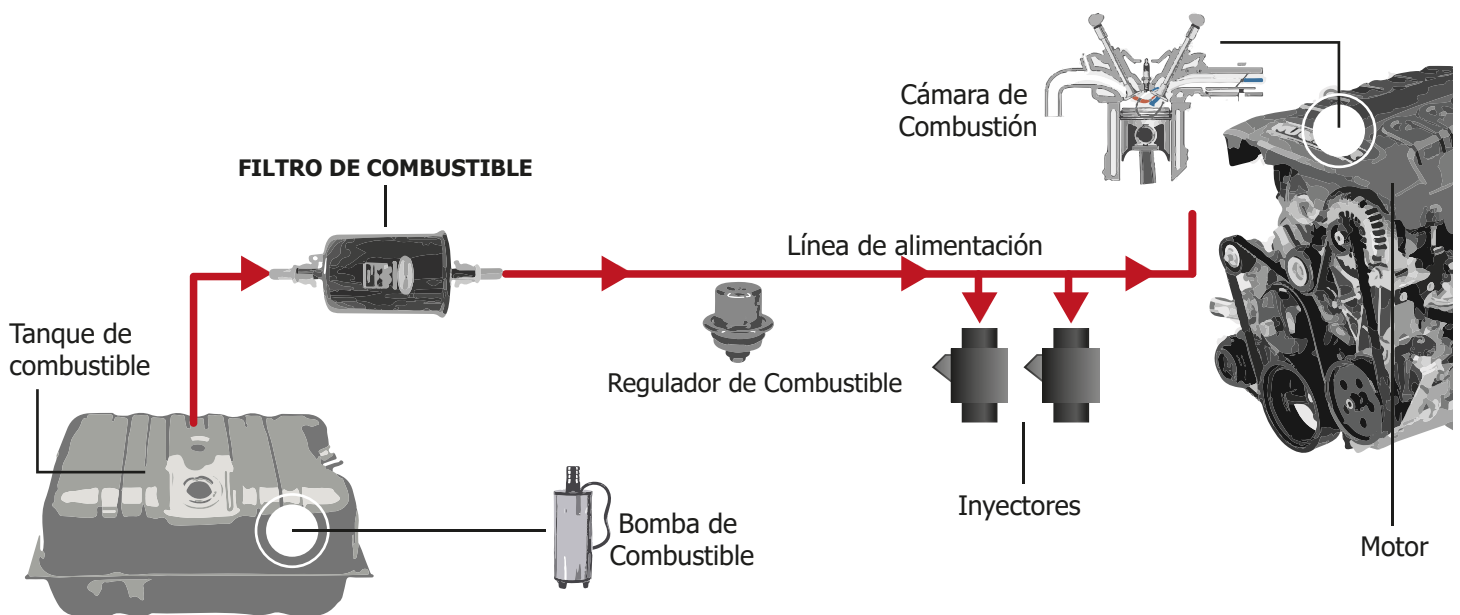 Cámara de
Combustión
FILTRO DE COMBUSTIBLE
Línea de alimentación
Tanque de
combustible
Regulador de Combustible
Inyectores
Bomba de
Combustible
Motor